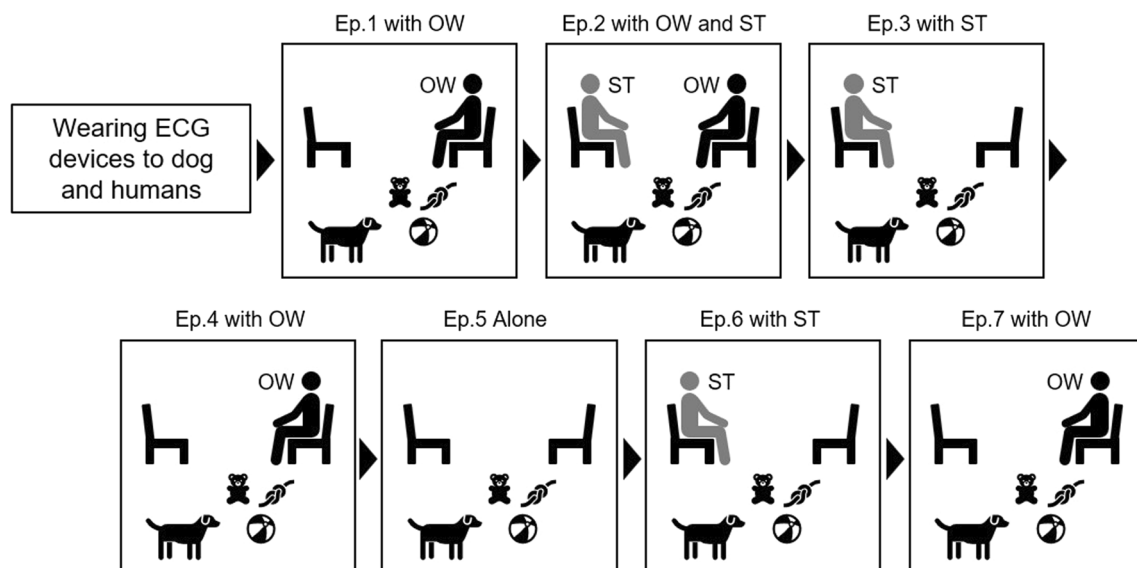 Ep.1 with OW
Ep.2 with OW and ST
Ep.3 with ST
Wearing ECG
devices to dog
and humans
OW
ST
OW
ST
Ep.4 with OW
Ep.5 Alone
Ep.6 with ST
Ep.7 with OW
OW
ST
OW